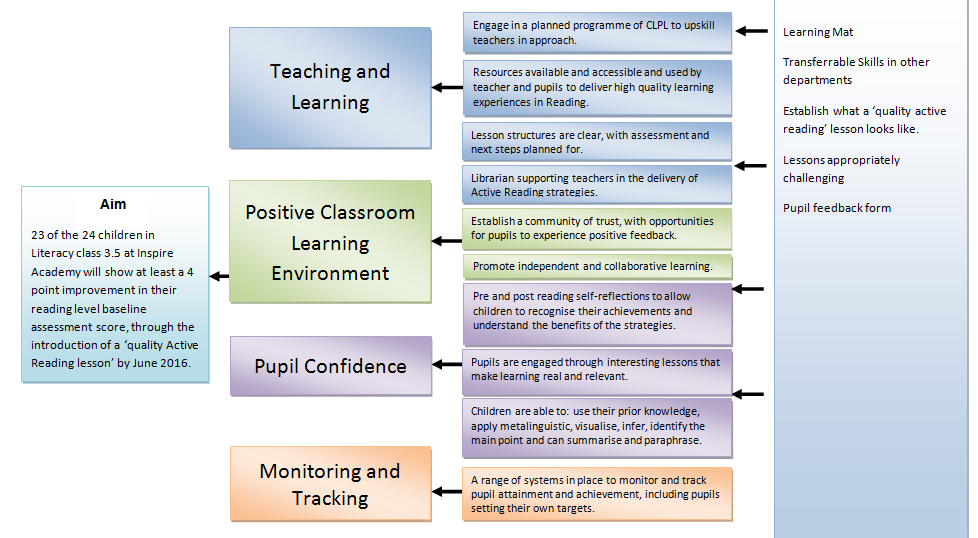 Aim
23 of the 24 children in
Literacy class 3.5 at Inspire
Academy will show at least a 4
point improvement in their
reading level baseline
assessment score, through the
introduction of a ‘quality Active
Reading lesson’ by June 2016.
Teaching and
Learning
Positive Classroom
Learning
Environment
Pupil Confidence
Monitoring and
Tracking
Engage in a planned programme of CLPL to upskill
teachers in approach.
Resources available and accessible and used by
teacher and pupils to deliver high quality learning
experiences in Reading.
Lesson structures are clear, with assessment and
next steps planned for.
Librarian supporting teachers in the delivery of
Active Reading strategies.
Establish a community of trust, with opportunities
for pupils to experience positive feedback.
Promote independent and collaborative learning.
Pre and post reading self-reflections to allow
children to recognise their achievements and
understand the benefits of the strategies.
Pupils are engaged through interesting lessons that
make learning real and relevant.
Children are able to: use their prior knowledge,
apply metalinguistic, visualise, infer, identify the
main point and can summarise and paraphrase.
A range of systems in place to monitor and track
pupil attainment and achievement, including pupils
setting their own targets.
Learning Mat
Transferrable Skills in other
departments
Establish what a ‘quality active
reading’ lesson looks like.
Lessons appropriately
challenging
Pupil feedback form